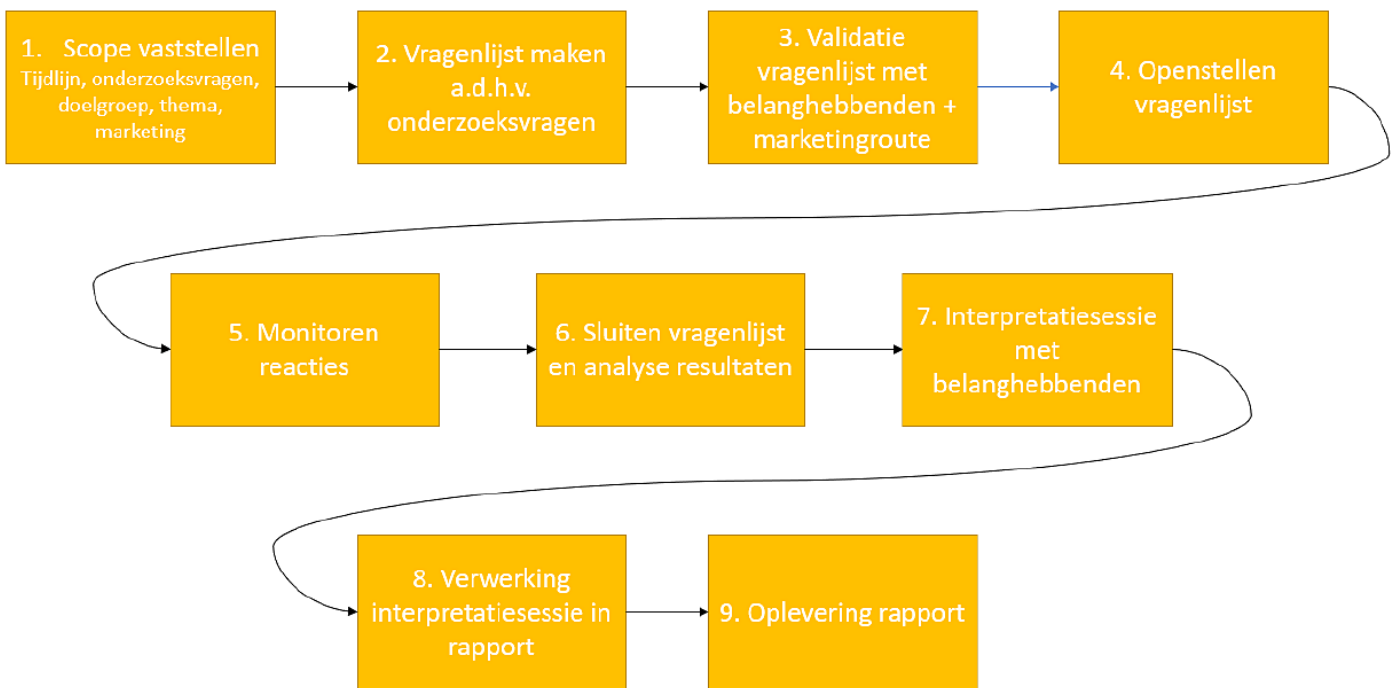 1. Scope vaststellen
Tijdlijn, onderzoeksvragen,
doelgroep, thema,
marketing
2. Vragenlijst maken
a.d.h.v.
onderzoeksvragen
3. Validatie
vragenlijst met
belanghebbenden +
marketingroute
4. Openstellen
vragenlijst
5. Monitoren
reacties
6. Sluiten vragenlijst
en analyse resultaten
7. Interpretatiesessie
met
belanghebbenden
8. Verwerking
interpretatiesessie in
rapport
9. Oplevering rapport